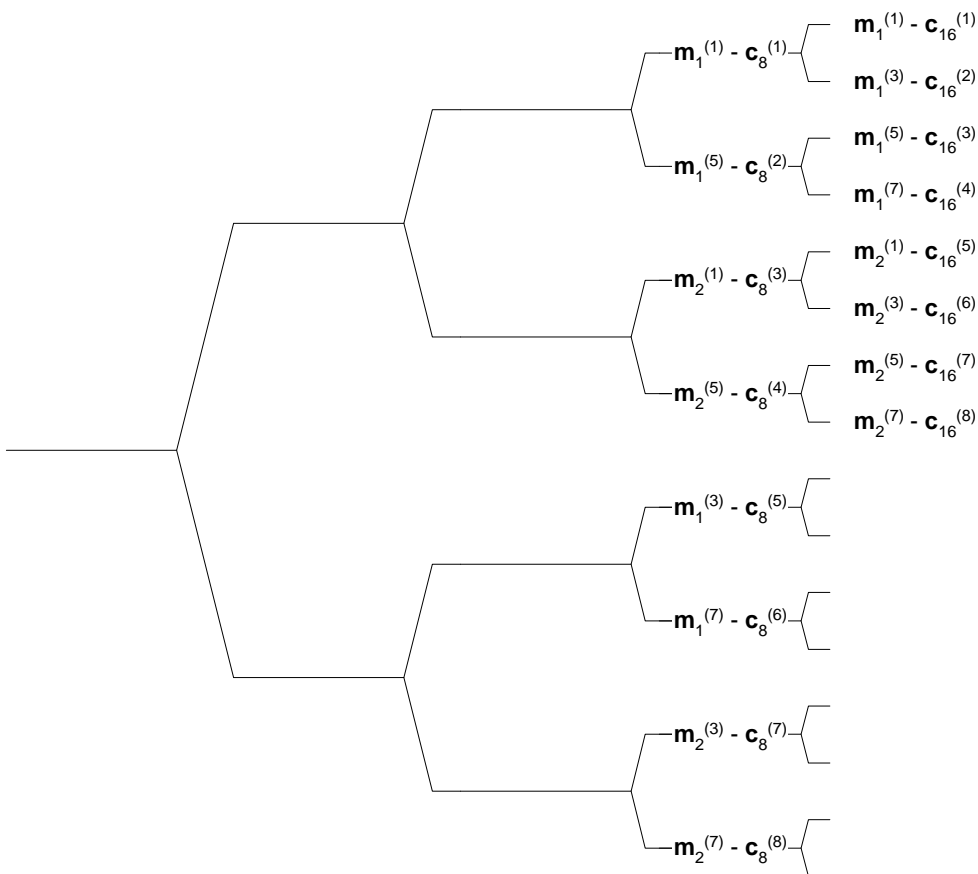 m₁⁽¹⁾ - c₁₆⁽¹⁾
m₁⁽¹⁾ - c₈⁽¹⁾
m₁⁽³⁾ - c₁₆⁽²⁾
m₁⁽⁵⁾ - c₁₆⁽³⁾
m₁⁽⁵⁾ - c₈⁽²⁾
m₁⁽⁷⁾ - c₁₆⁽⁴⁾
m₂⁽¹⁾ - c₁₆⁽⁵⁾
m₂⁽¹⁾ - c₈⁽³⁾
m₂⁽³⁾ - c₁₆⁽⁶⁾
m₂⁽⁵⁾ - c₁₆⁽⁷⁾
m₂⁽⁵⁾ - c₈⁽⁴⁾
m₂⁽⁷⁾ - c₁₆⁽⁸⁾
m₁⁽³⁾ - c₈⁽⁵⁾
m₁⁽⁷⁾ - c₈⁽⁶⁾
m₂⁽³⁾ - c₈⁽⁷⁾
m₂⁽⁷⁾ - c₈⁽⁸⁾